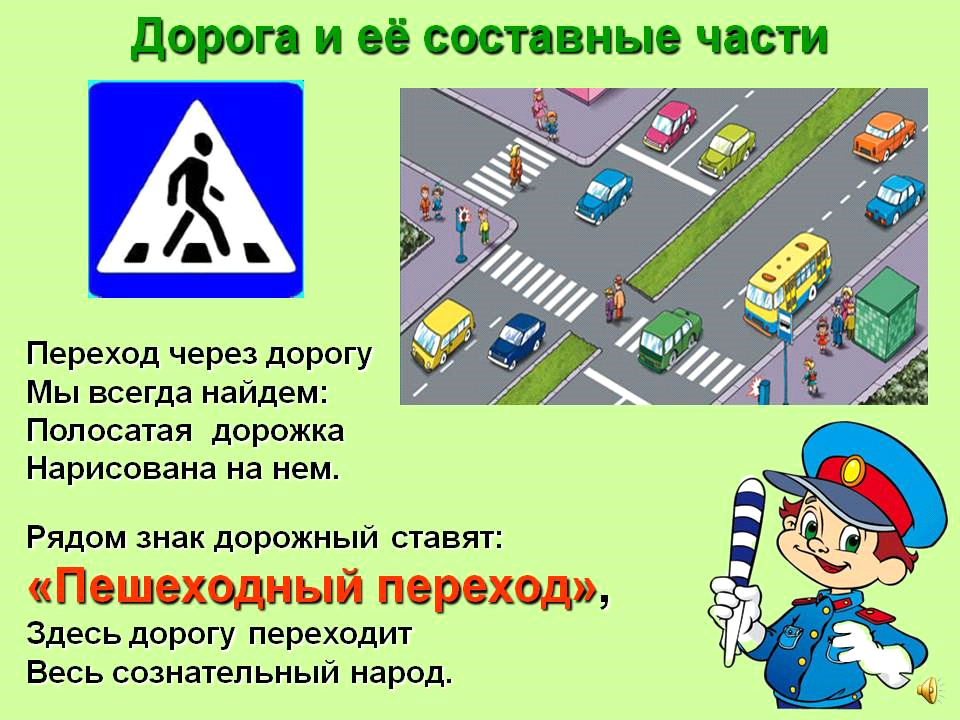 Дорога и её составные части
Переход через дорогу
Мы всегда найдем:
Полосатая дорожка
Нарисована на нем.
Рядом знак дорожный ставят:
«Пешеходный переход»,
Здесь дорогу переходит
Весь сознательный народ.